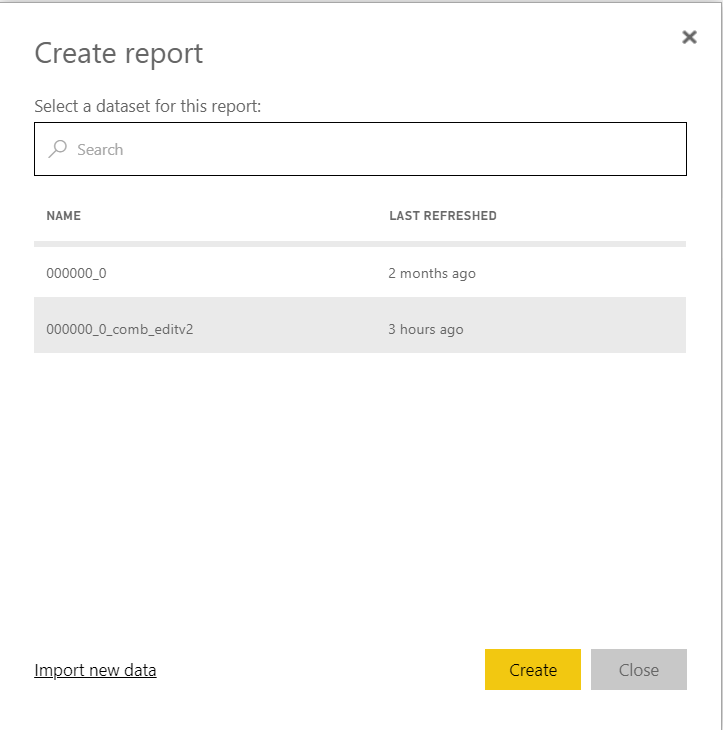 Create report
Select a dataset for this report:
Search
NAME LAST REFRESHED
000000_0 2 months ago
000000_0_comb_editv2 3 hours ago
Import new data Create Close